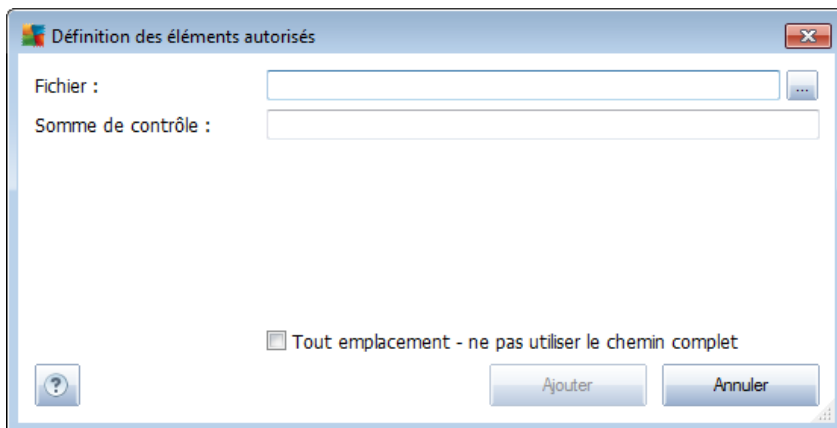 Définition des éléments autorisés
Fichier :
...
Somme de contrôle :
Tout emplacement - ne pas utiliser le chemin complet
?
Ajouter
Annuler